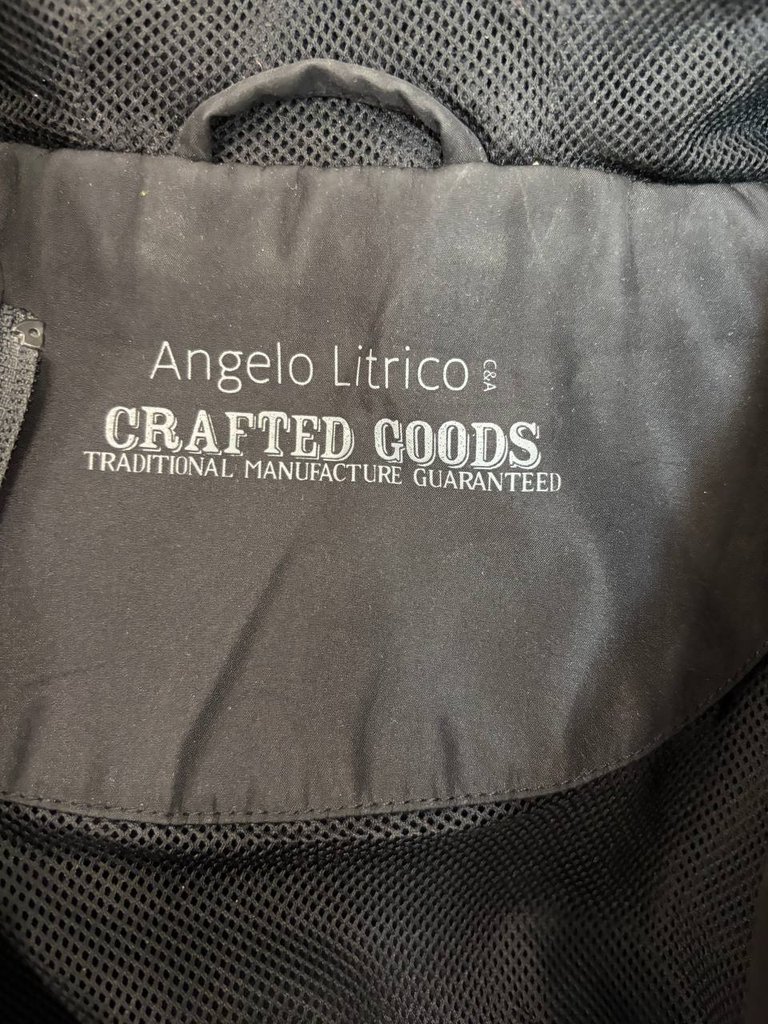 Angelo Litrico C&A
CRAFTED GOODS
TRADITIONAL MANUFACTURE GUARANTEED